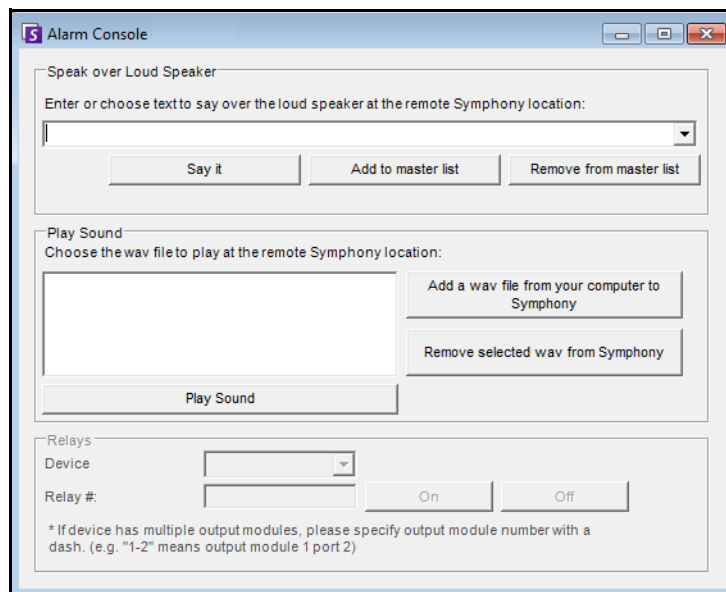 S Alarm Console
Speak over Loud Speaker
Enter or choose text to say over the loud speaker at the remote Symphony location:
Say it
Add to master list
Remove from master list
Play Sound
Choose the wav file to play at the remote Symphony location:
Add a wav file from your computer to
Symphony
Remove selected wav from Symphony
Play Sound
Relays
Device
Relay #:
On
Off
* If device has multiple output modules, please specify output module number with a
dash. (e.g. "1-2" means output module 1 port 2)